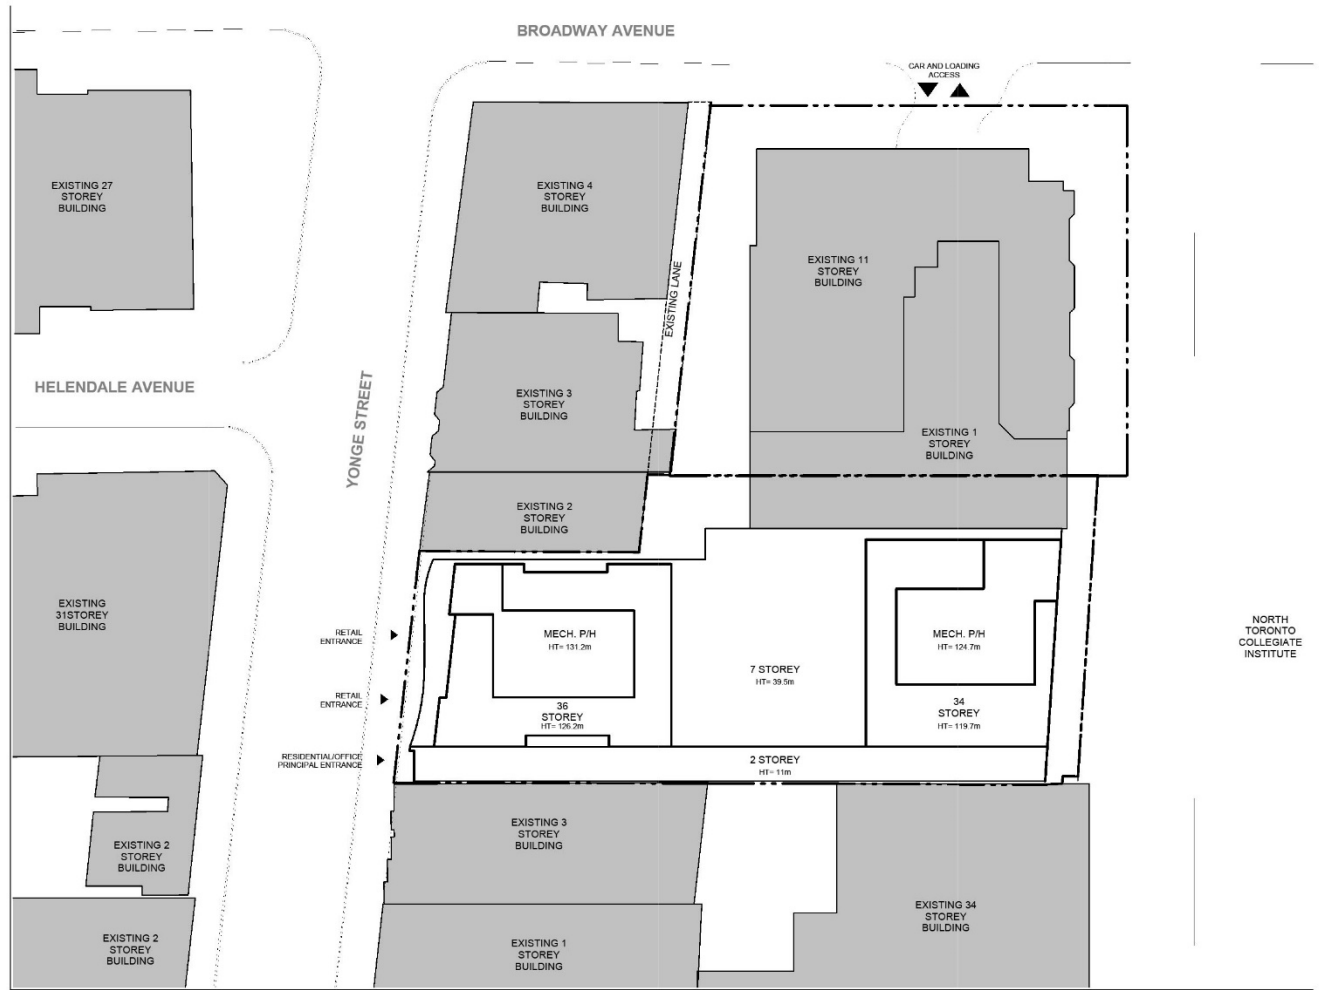 BROADWAY AVENUE
CAR AND LOADING
ACCESS
EXISTING 27
STOREY
BUILDING
EXISTING 4
STOREY
BUILDING
EXISTING 11
STOREY
BUILDING
EXISTING LANE
HELENDALE AVENUE
YONGE STREET
EXISTING 3
STOREY
BUILDING
EXISTING 1
STOREY
BUILDING
EXISTING 2
STOREY
BUILDING
EXISTING
31STOREY
BUILDING
RETAIL
ENTRANCE
MECH. P/H
HT= 131.2m
MECH. P/H
HT= 124.7m
NORTH
TORONTO
COLLEGIATE
INSTITUTE
7 STOREY
HT= 39.5m
RETAIL
ENTRANCE
36
STOREY
HT= 126.2m
34
STOREY
HT= 119.7m
RESIDENTIAL/OFFICE
PRINCIPAL ENTRANCE
2 STOREY
HT= 11m
EXISTING 2
STOREY
BUILDING
EXISTING 3
STOREY
BUILDING
EXISTING 34
STOREY
BUILDING
EXISTING 2
STOREY
BUILDING
EXISTING 1
STOREY
BUILDING